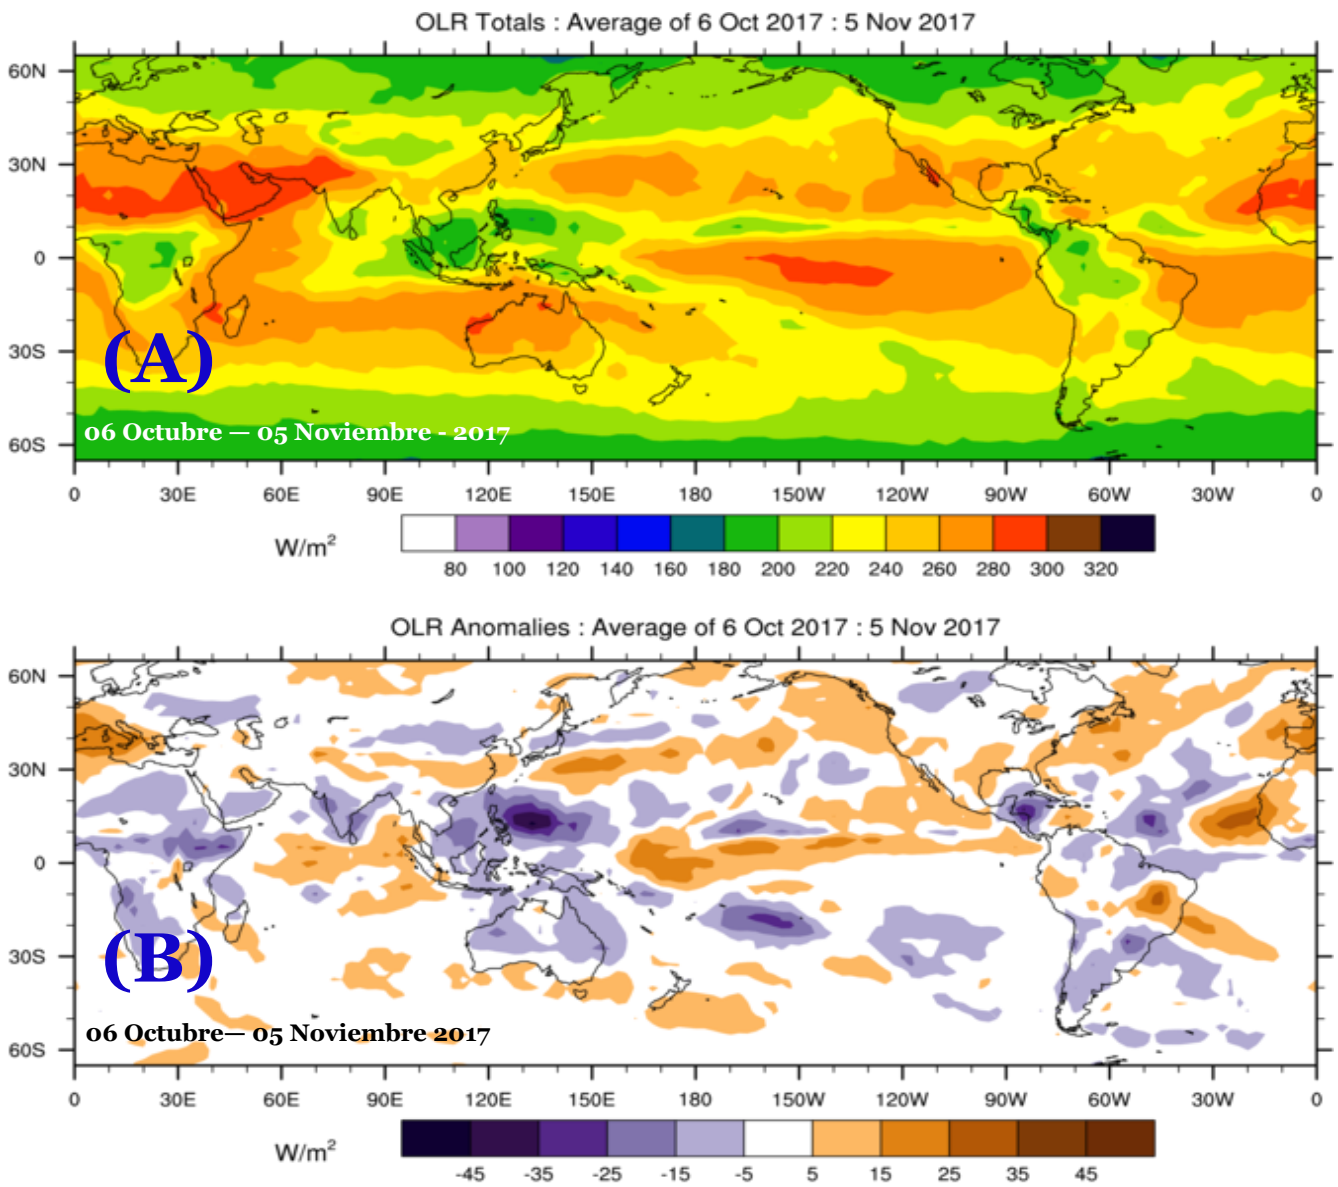 OLR Totals : Average of 6 Oct 2017 : 5 Nov 2017
60N
30N
0
30S
60S
(A)
06 Octubre — 05 Noviembre - 2017
0 30E 60E 90E 120E 150E 180 150W 120W 90W 60W 30W 0
W/m²
80 100 120 140 160 180 200 220 240 260 280 300 320
OLR Anomalies : Average of 6 Oct 2017 : 5 Nov 2017
60N
30N
0
30S
60S
(B)
06 Octubre— 05 Noviembre 2017
0 30E 60E 90E 120E 150E 180 150W 120W 90W 60W 30W 0
W/m²
-45 -35 -25 -15 -5 5 15 25 35 45